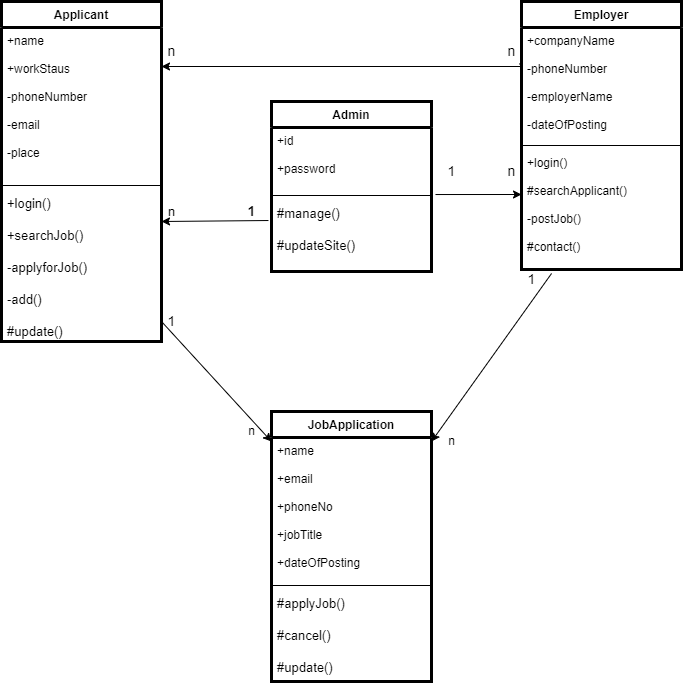 Applicant
+name
+workStaus
-phoneNumber
-email
-place
+login()
+searchJob()
-applyforJob()
-add()
#update()
n
n
Employer
+companyName
-phoneNumber
-employerName
-dateOfPosting
+login()
#searchApplicant()
-postJob()
#contact()
Admin
+id
+password
#manage()
#updateSite()
1
n
n
1
1
n
1
n
JobApplication
+name
+email
+phoneNo
+jobTitle
+dateOfPosting
#applyJob()
#cancel()
#update()